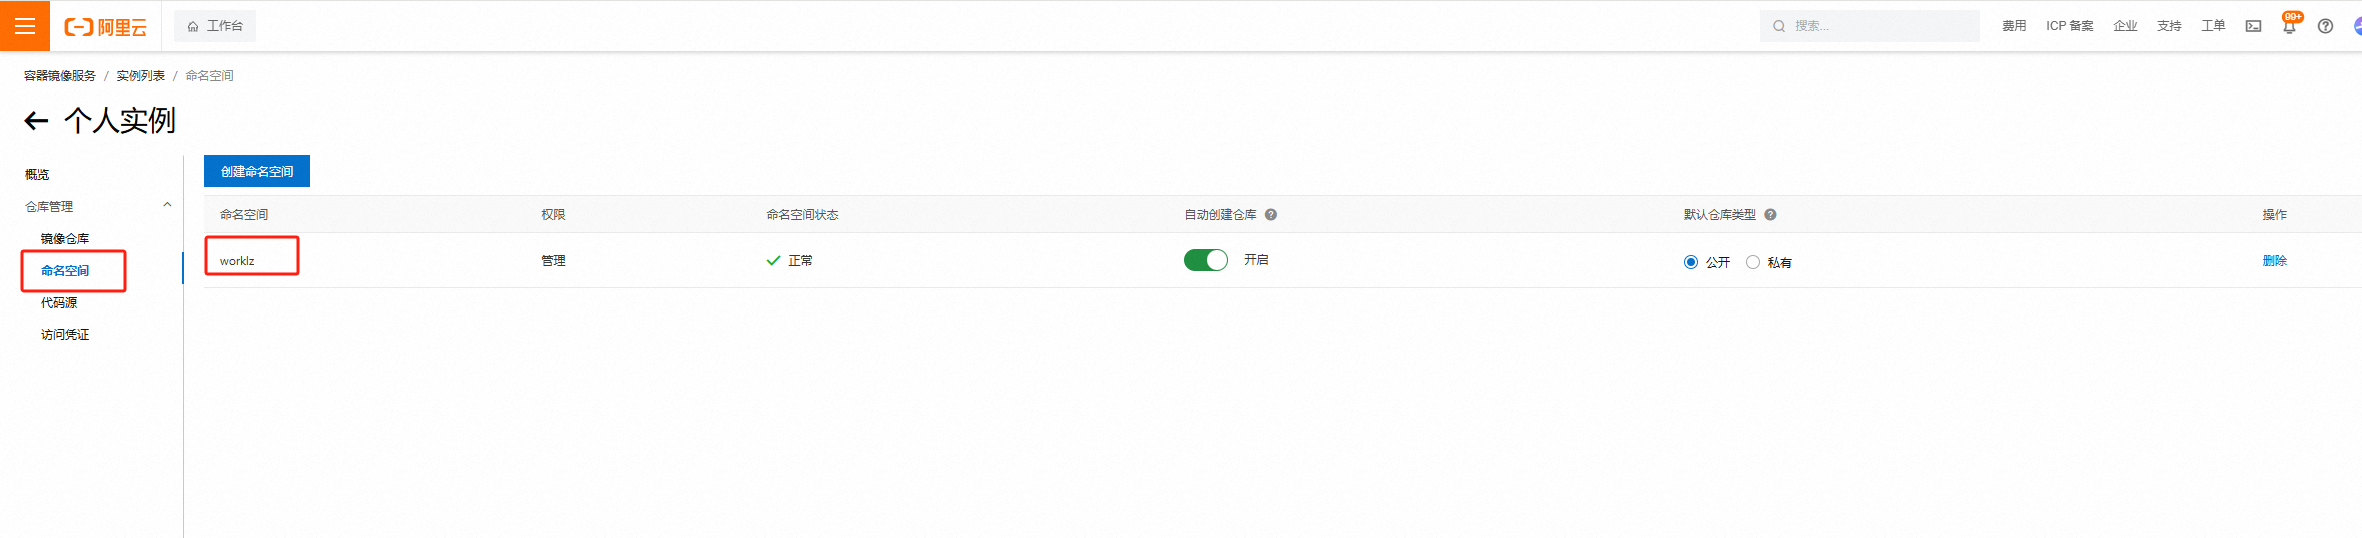 阿里云 工作台 搜索... 费用 ICP 备案 企业 支持 工单 99+
容器镜像服务 / 实例列表 / 命名空间
个人实例
概览
仓库管理
镜像仓库
命名空间
代码源
访问凭证
创建命名空间
命名空间 权限 命名空间状态 自动创建仓库 默认仓库类型 操作
worklz 管理 正常 开启 公开 私有 删除